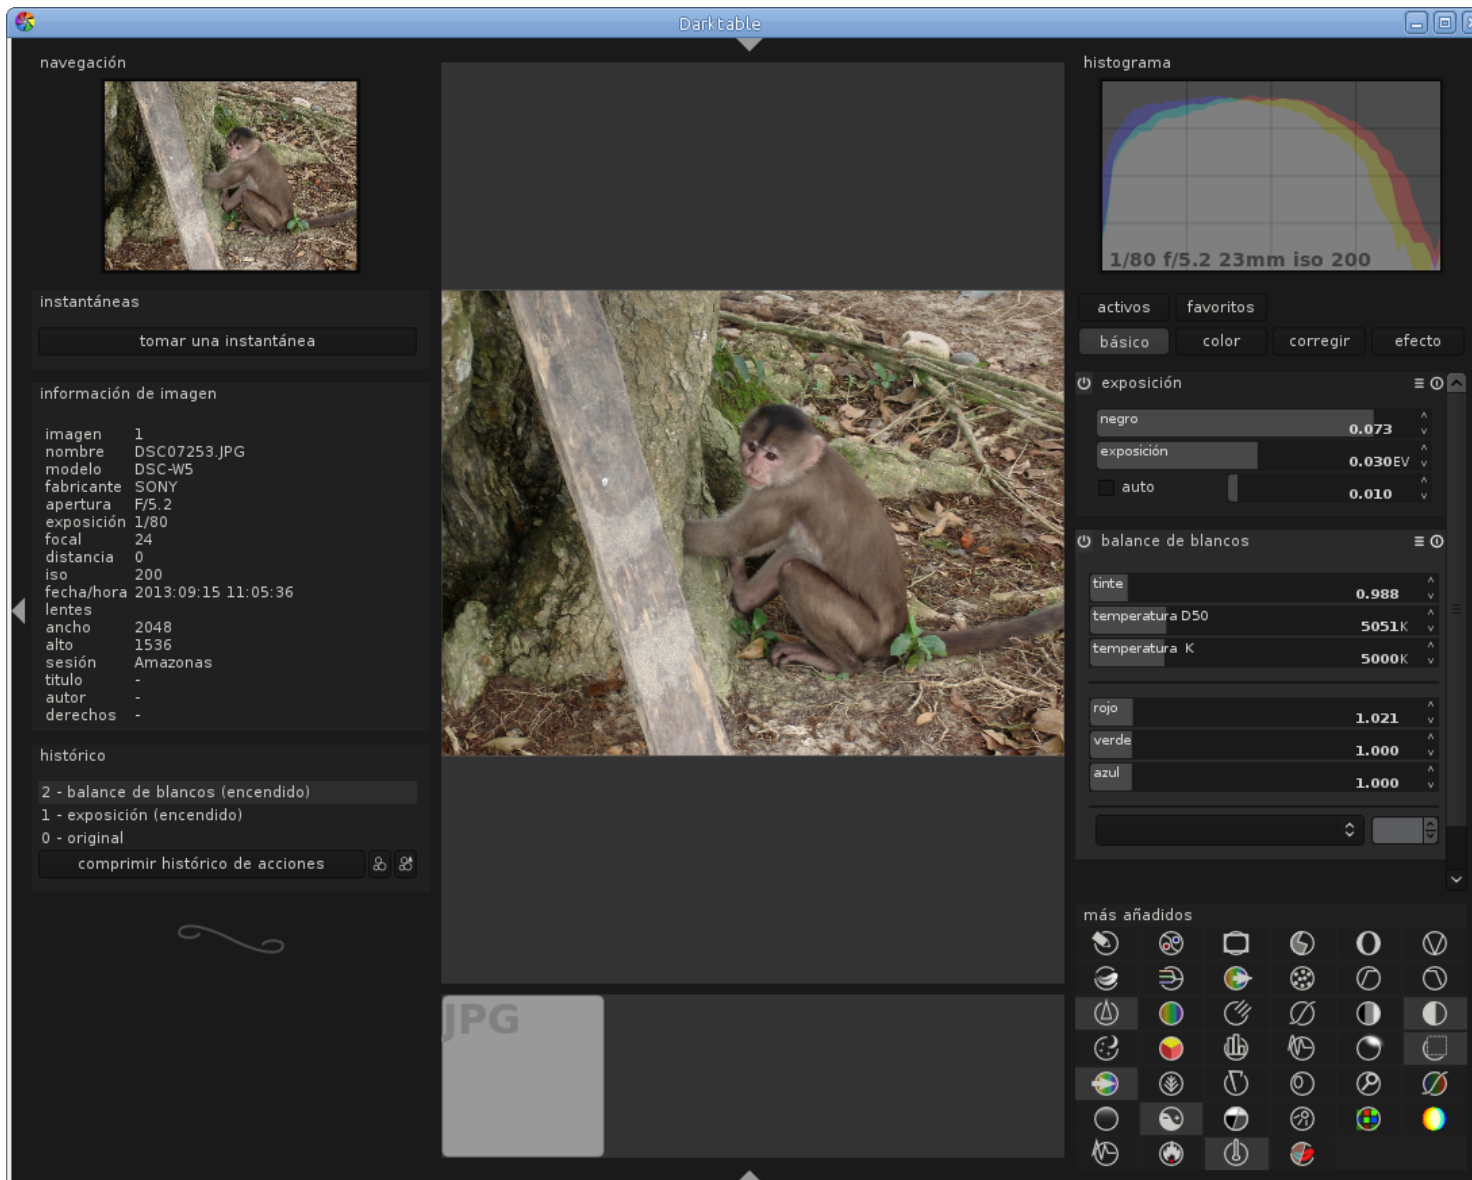 Darktable
navegación
instantáneas
tomar una instantánea
información de imagen
imagen 1
nombre DSC07253.JPG
modelo DSC-W5
fabricante SONY
apertura F/5.2
exposición 1/80
focal 24
distancia 0
iso 200
fecha/hora 2013:09:15 11:05:36
lentes
ancho 2048
alto 1536
sesión Amazonas
titulo -
autor -
derechos -
histórico
2 - balance de blancos (encendido)
1 - exposición (encendido)
0 - original
comprimir histórico de acciones
JPG
histograma
1/80 f/5.2 23mm iso 200
activos favoritos
básico color corregir efecto
exposición
negro 0.073
exposición 0.030EV
auto 0.010
balance de blancos
tinte 0.988
temperatura D50 5051K
temperatura K 5000K
rojo 1.021
verde 1.000
azul 1.000
más añadidos